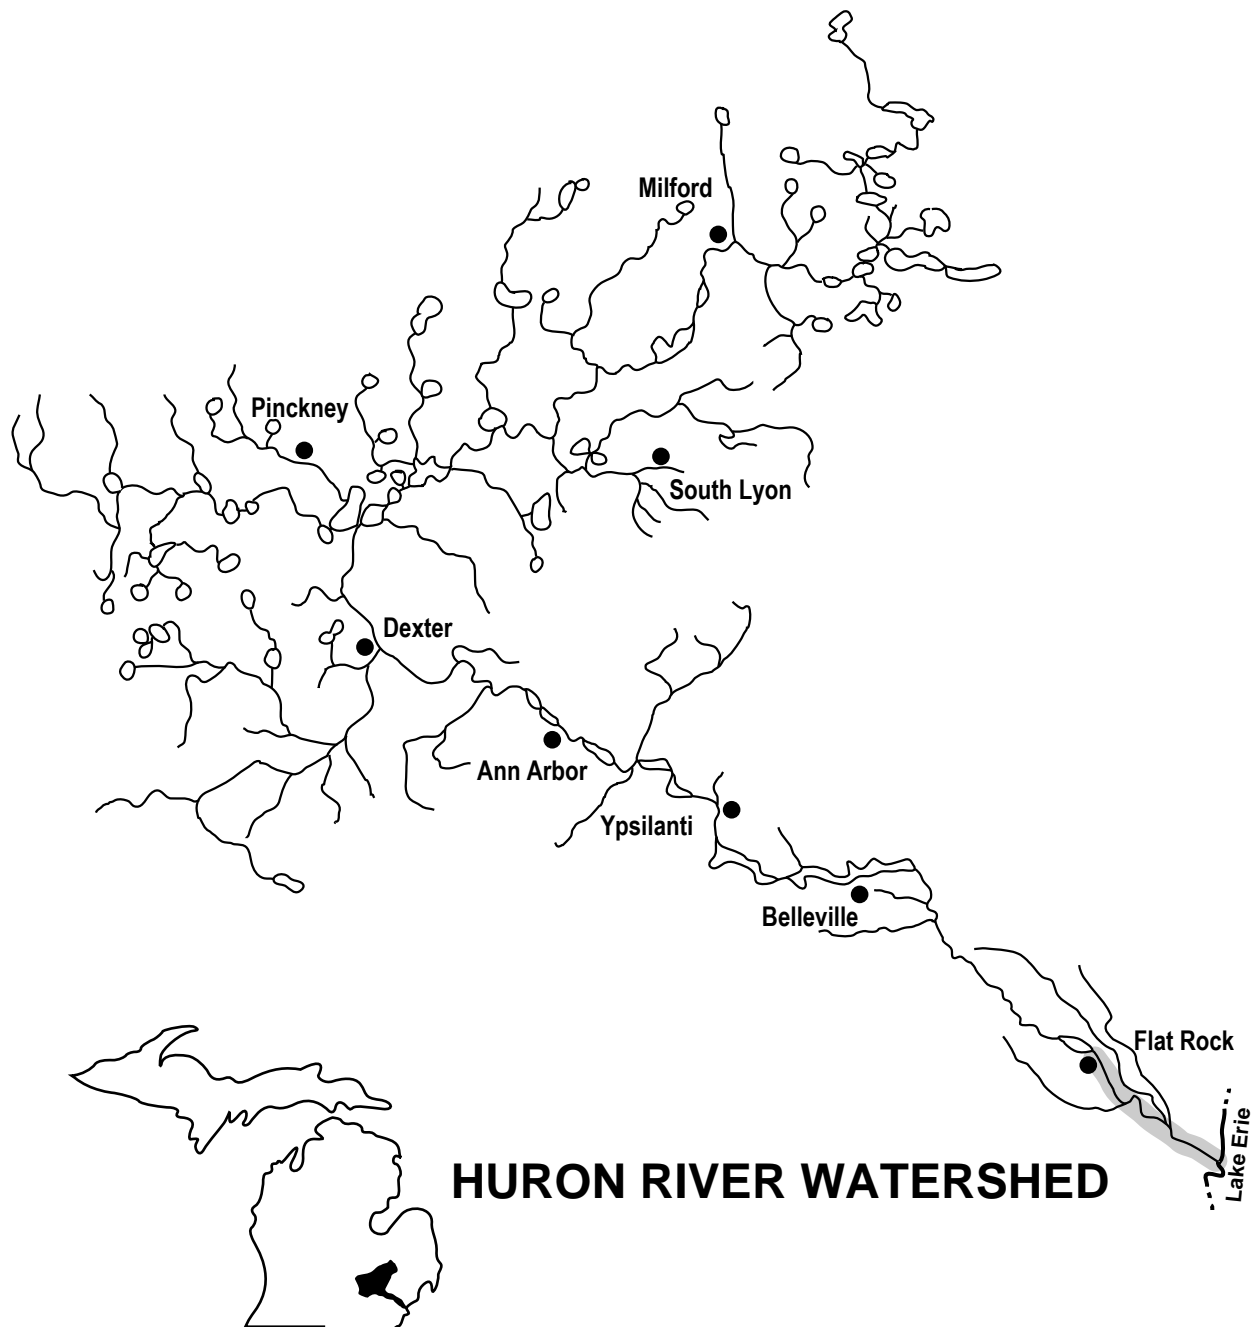 Milford
Pinckney
South Lyon
Dexter
Ann Arbor
Ypsilanti
Belleville
Flat Rock
Lake Erie
HURON RIVER WATERSHED